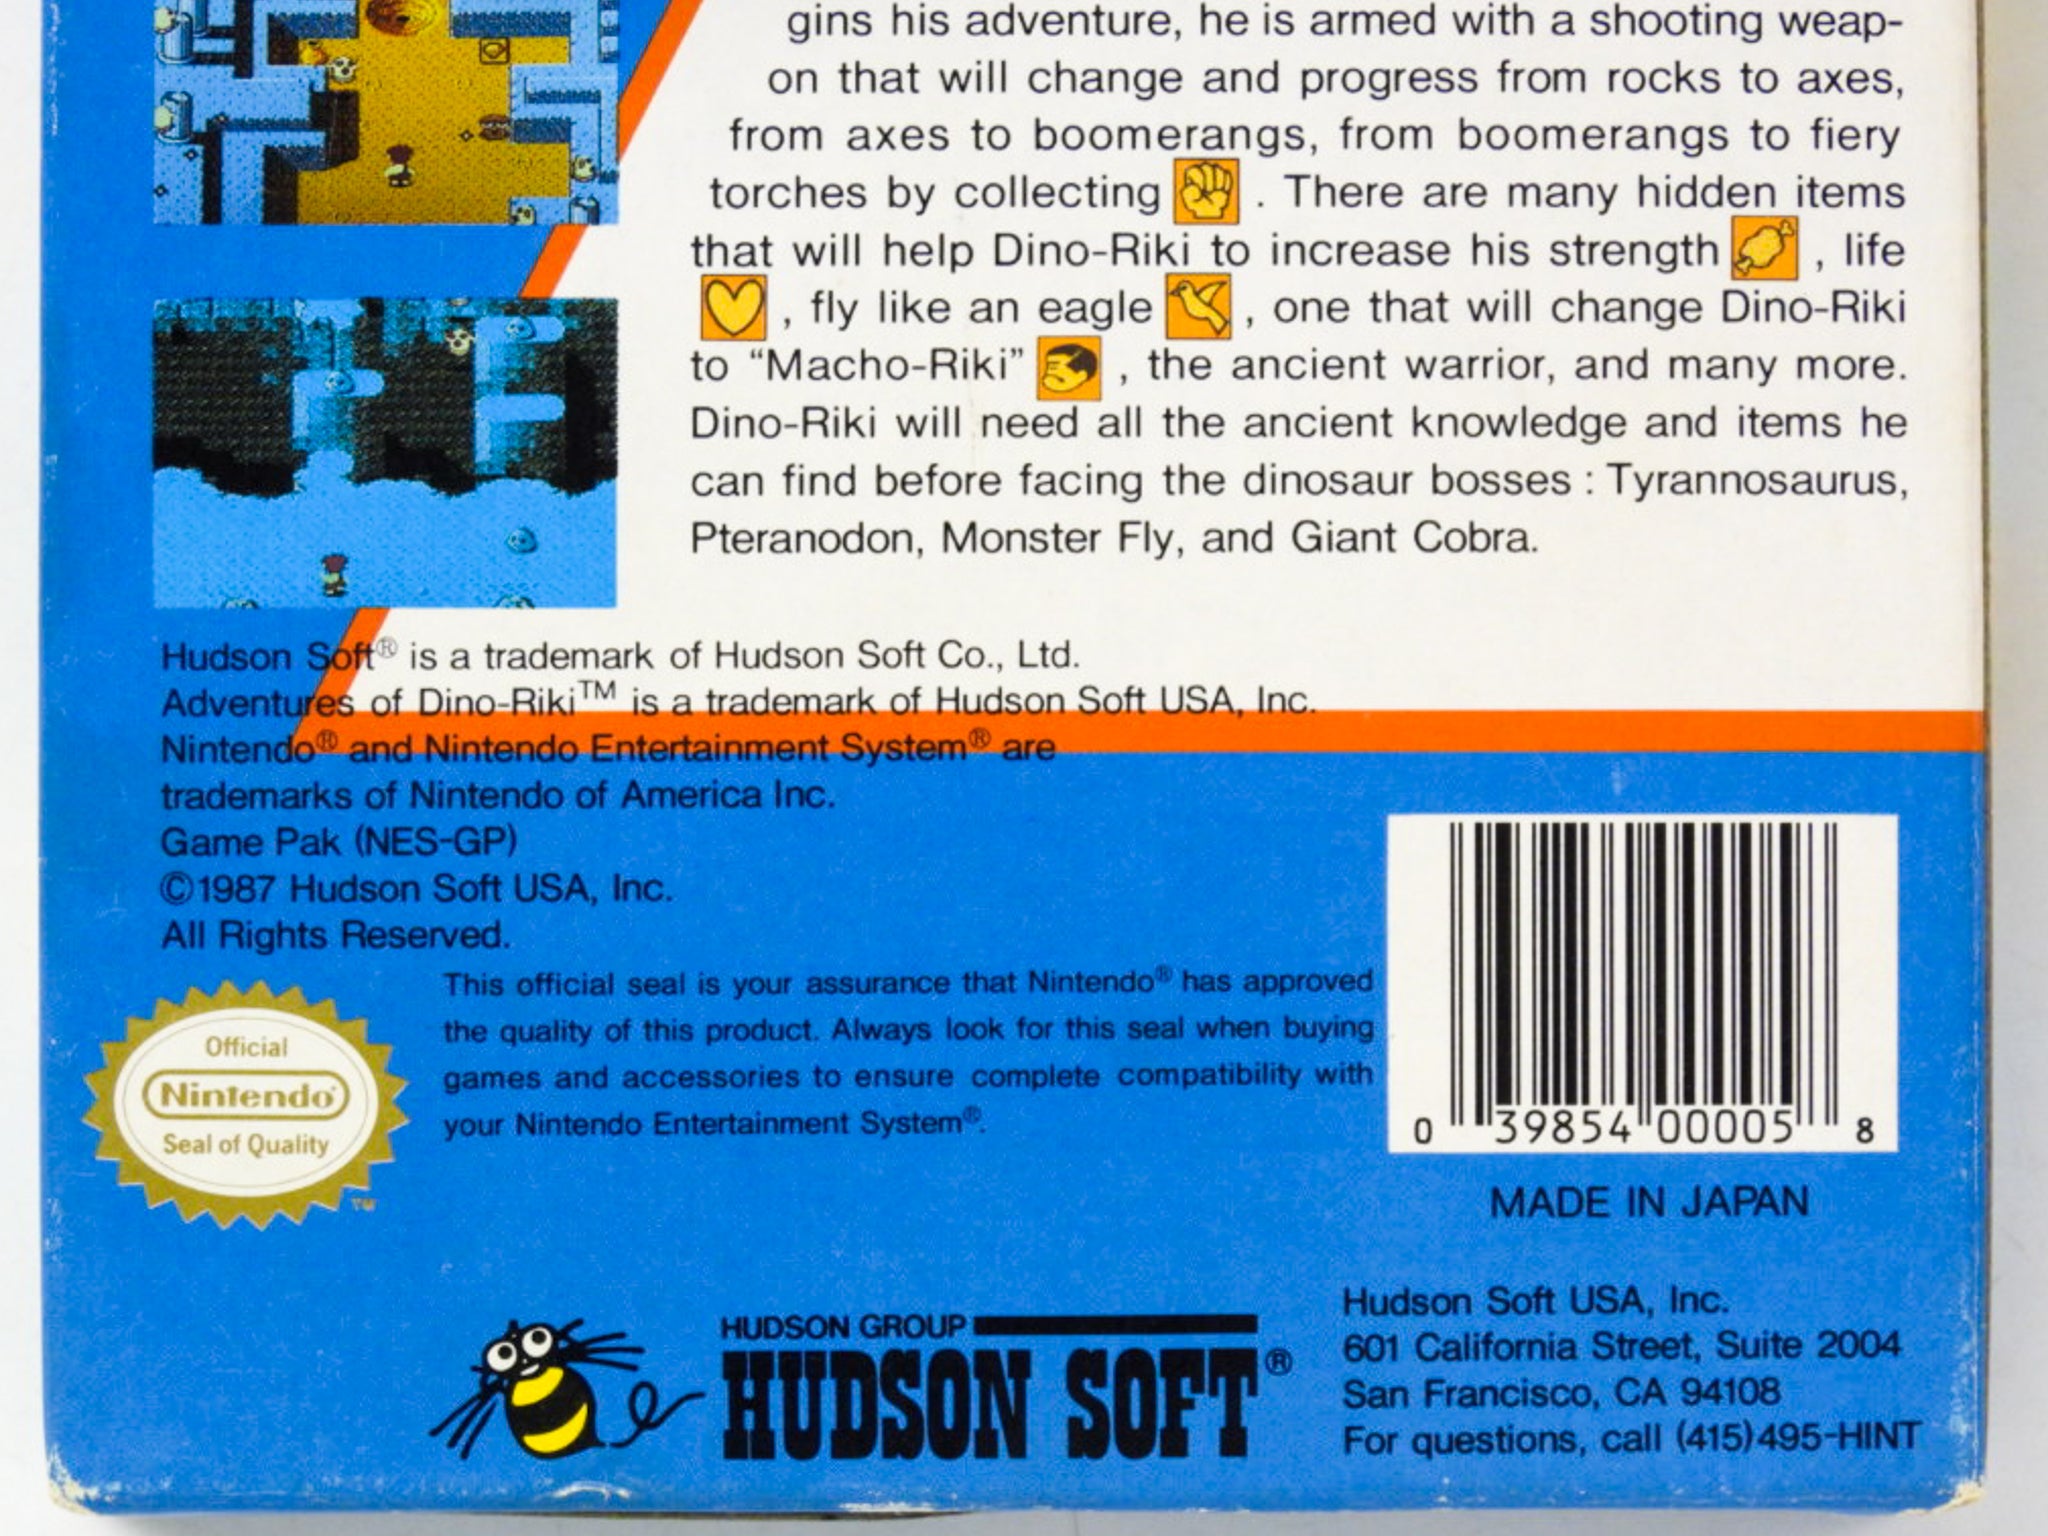 gins his adventure, he is armed with a shooting weap-
on that will change and progress from rocks to axes,
from axes to boomerangs, from boomerangs to fiery
torches by collecting . There are many hidden items
that will help Dino-Riki to increase his strength , life
, fly like an eagle , one that will change Dino-Riki
to “Macho-Riki” , the ancient warrior, and many more.
Dino-Riki will need all the ancient knowledge and items he
can find before facing the dinosaur bosses : Tyrannosaurus,
Pteranodon, Monster Fly, and Giant Cobra.
Hudson Soft® is a trademark of Hudson Soft Co., Ltd.
Adventures of Dino-Riki™ is a trademark of Hudson Soft USA, Inc.
Nintendo® and Nintendo Entertainment System® are
trademarks of Nintendo of America Inc.
Game Pak (NES-GP)
©1987 Hudson Soft USA, Inc.
All Rights Reserved.
This official seal is your assurance that Nintendo® has approved
the quality of this product. Always look for this seal when buying
games and accessories to ensure complete compatibility with
your Nintendo Entertainment System®.
Official
Nintendo®
Seal of Quality
TM
0 39854 00005 8
MADE IN JAPAN
HUDSON GROUP
HUDSON SOFT®
Hudson Soft USA, Inc.
601 California Street, Suite 2004
San Francisco, CA 94108
For questions, call (415)495-HINT